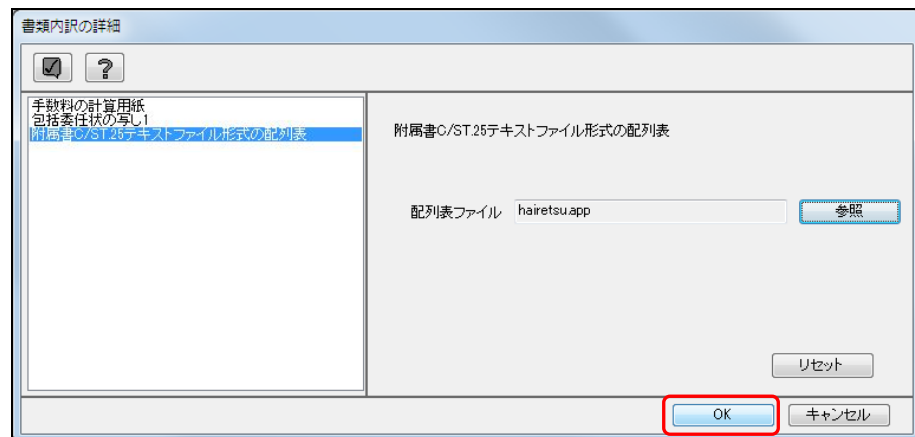 書類内訳の詳細
?
手数料の計算用紙
包括委任状の写し1
附属書C/ST.25テキストファイル形式の配列表
附属書C/ST.25テキストファイル形式の配列表
配列表ファイル hairetsu.app 参照
リセット
OK キャンセル